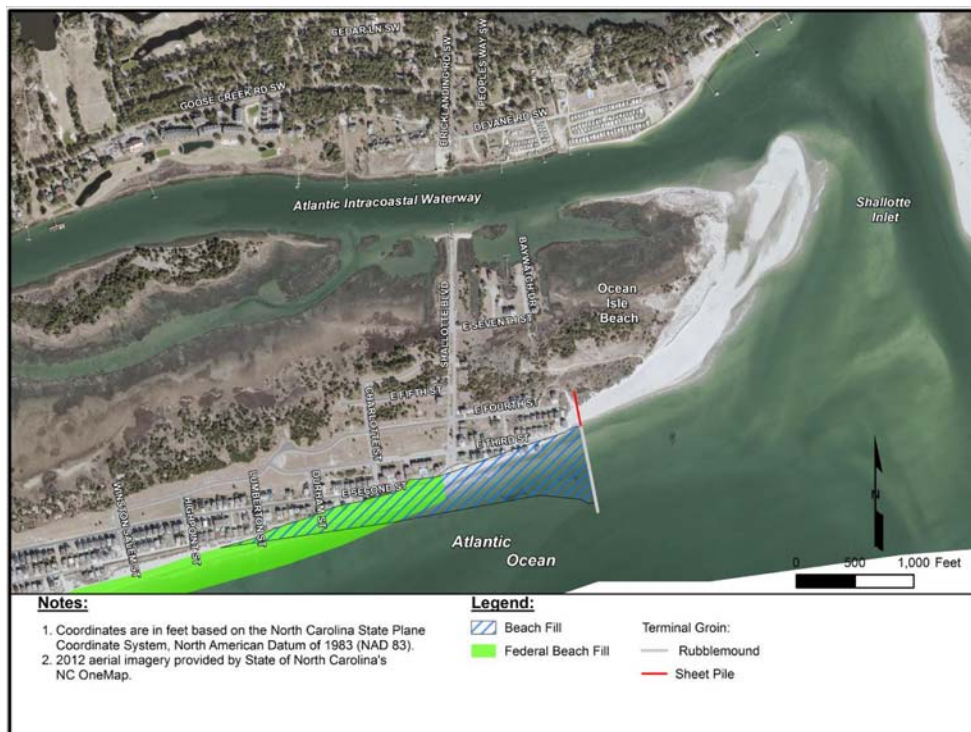 CEDAR LN SW
BRICKLANDING RD SW
PEOPLES WAY SW
GOOSE CREEK RD SW
DEVANE RD SW
Atlantic Intracoastal Waterway
Shallotte
Inlet
SHALLOTTE BLVD
BAYWATCH DR
Ocean
Isle
Beach
E SEVENTH ST
E FIFTH ST
CHARLOTTE ST
E FOURTH ST
E THIRD ST
E SECOND ST
DURHAM ST
LUMBERTON ST
HIGHPOINT ST
WINSTON SALEM ST
Atlantic
Ocean
N
0 500 1,000 Feet
Notes:
1. Coordinates are in feet based on the North Carolina State Plane
Coordinate System, North American Datum of 1983 (NAD 83).
2. 2012 aerial imagery provided by State of North Carolina's
NC OneMap.
Legend:
Beach Fill
Federal Beach Fill
Terminal Groin:
Rubblemound
Sheet Pile